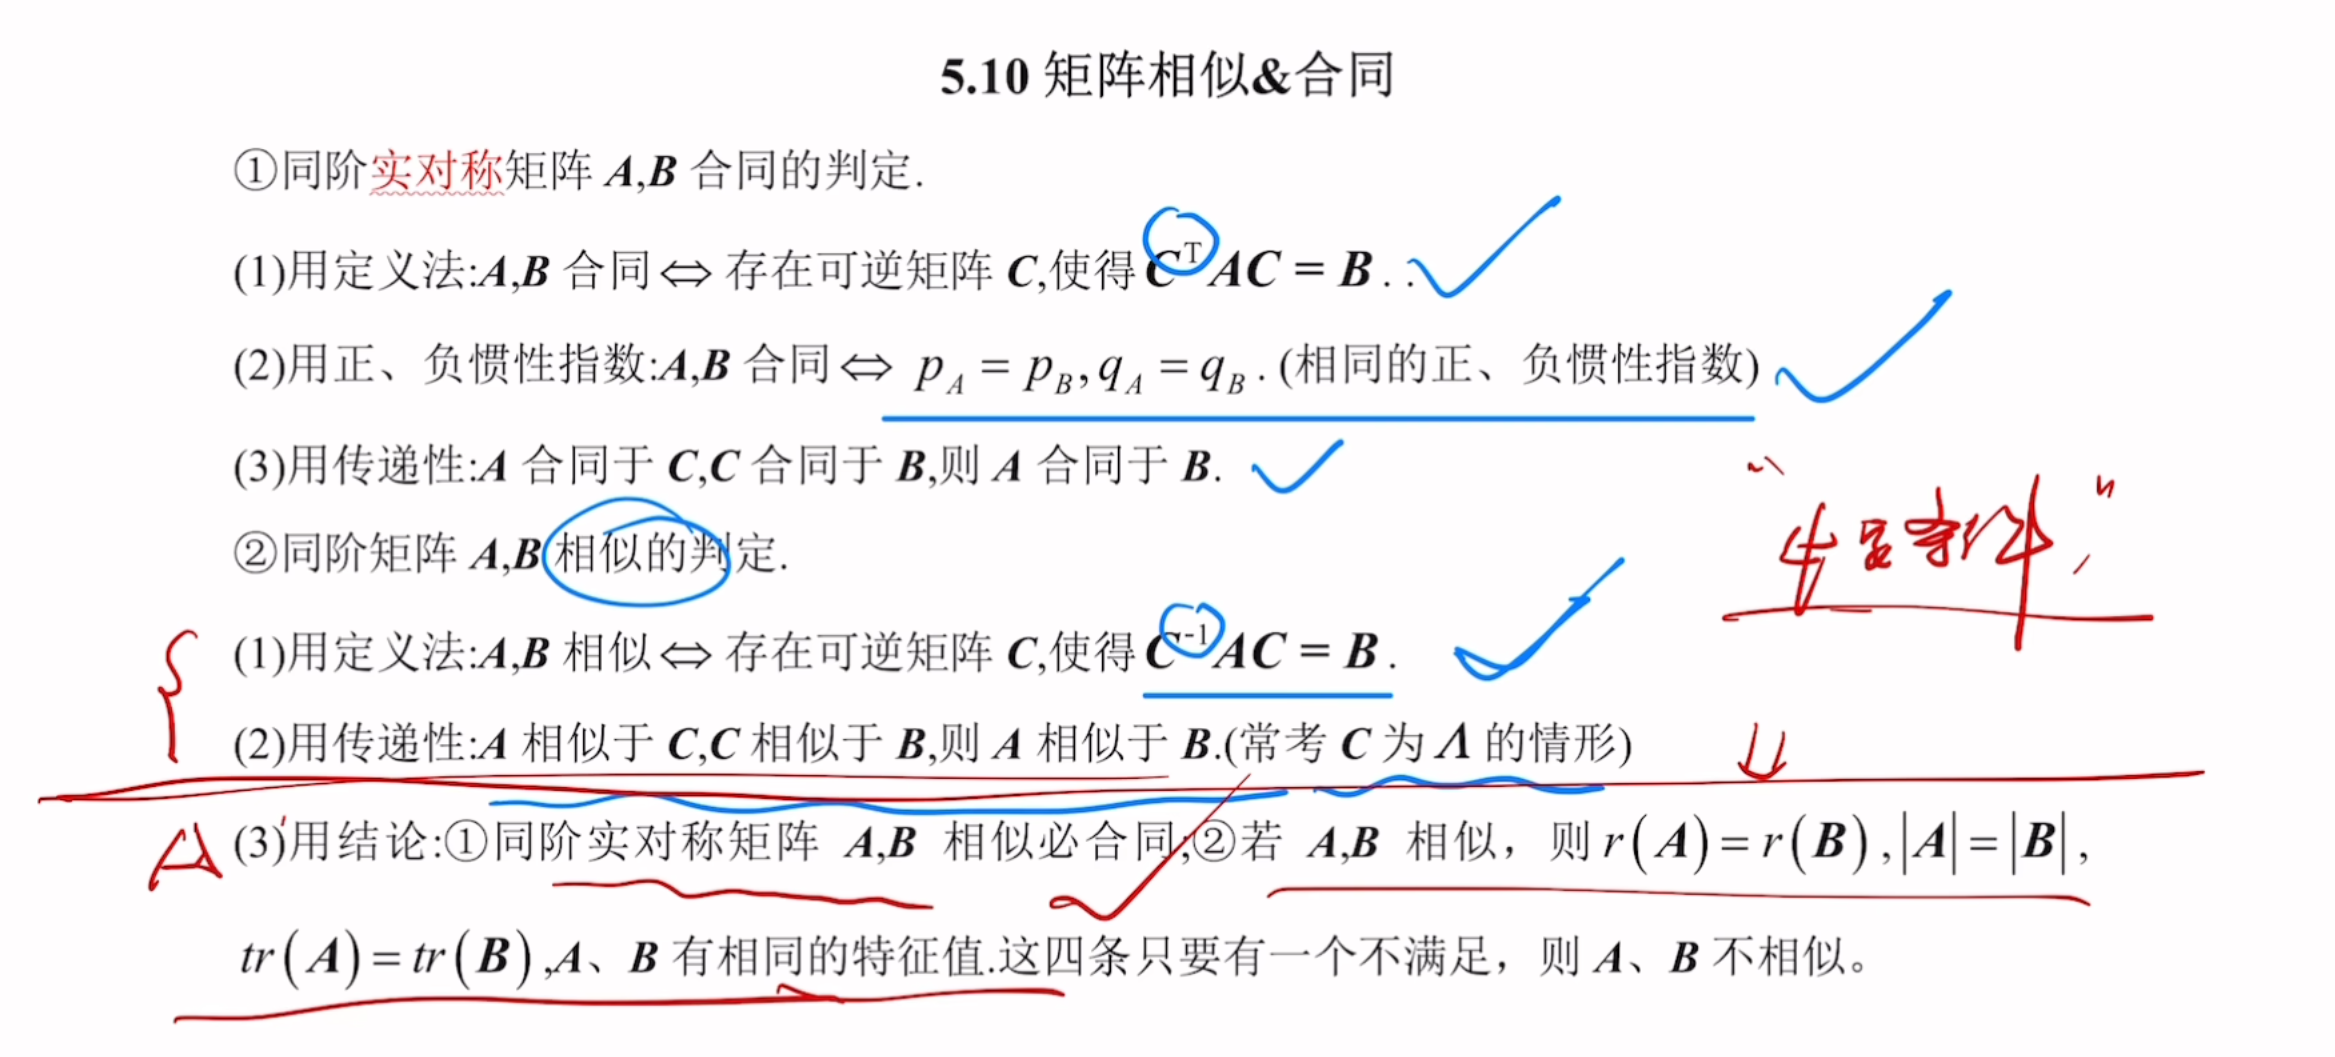 5.10 矩阵相似&合同
①同阶实对称矩阵 A,B 合同的判定.
(1)用定义法:A,B 合同⇔存在可逆矩阵 C,使得 Cᵀ AC = B . .
(2)用正、负惯性指数:A,B 合同⇔ p_A = p_B, q_A = q_B . (相同的正、负惯性指数)
(3)用传递性:A 合同于 C,C 合同于 B,则 A 合同于 B.
②同阶矩阵 A,B 相似的判定.
(1)用定义法:A,B 相似⇔存在可逆矩阵 C,使得 C⁻¹ AC = B .
(2)用传递性:A 相似于 C,C 相似于 B,则 A 相似于 B.(常考 C 为 Λ 的情形)
(3)用结论:①同阶实对称矩阵 A,B 相似必合同;②若 A,B 相似，则 r(A) = r(B) ,|A| = |B| ,
tr(A) = tr(B) ,A、B 有相同的特征值.这四条只要有一个不满足，则 A、B 不相似。